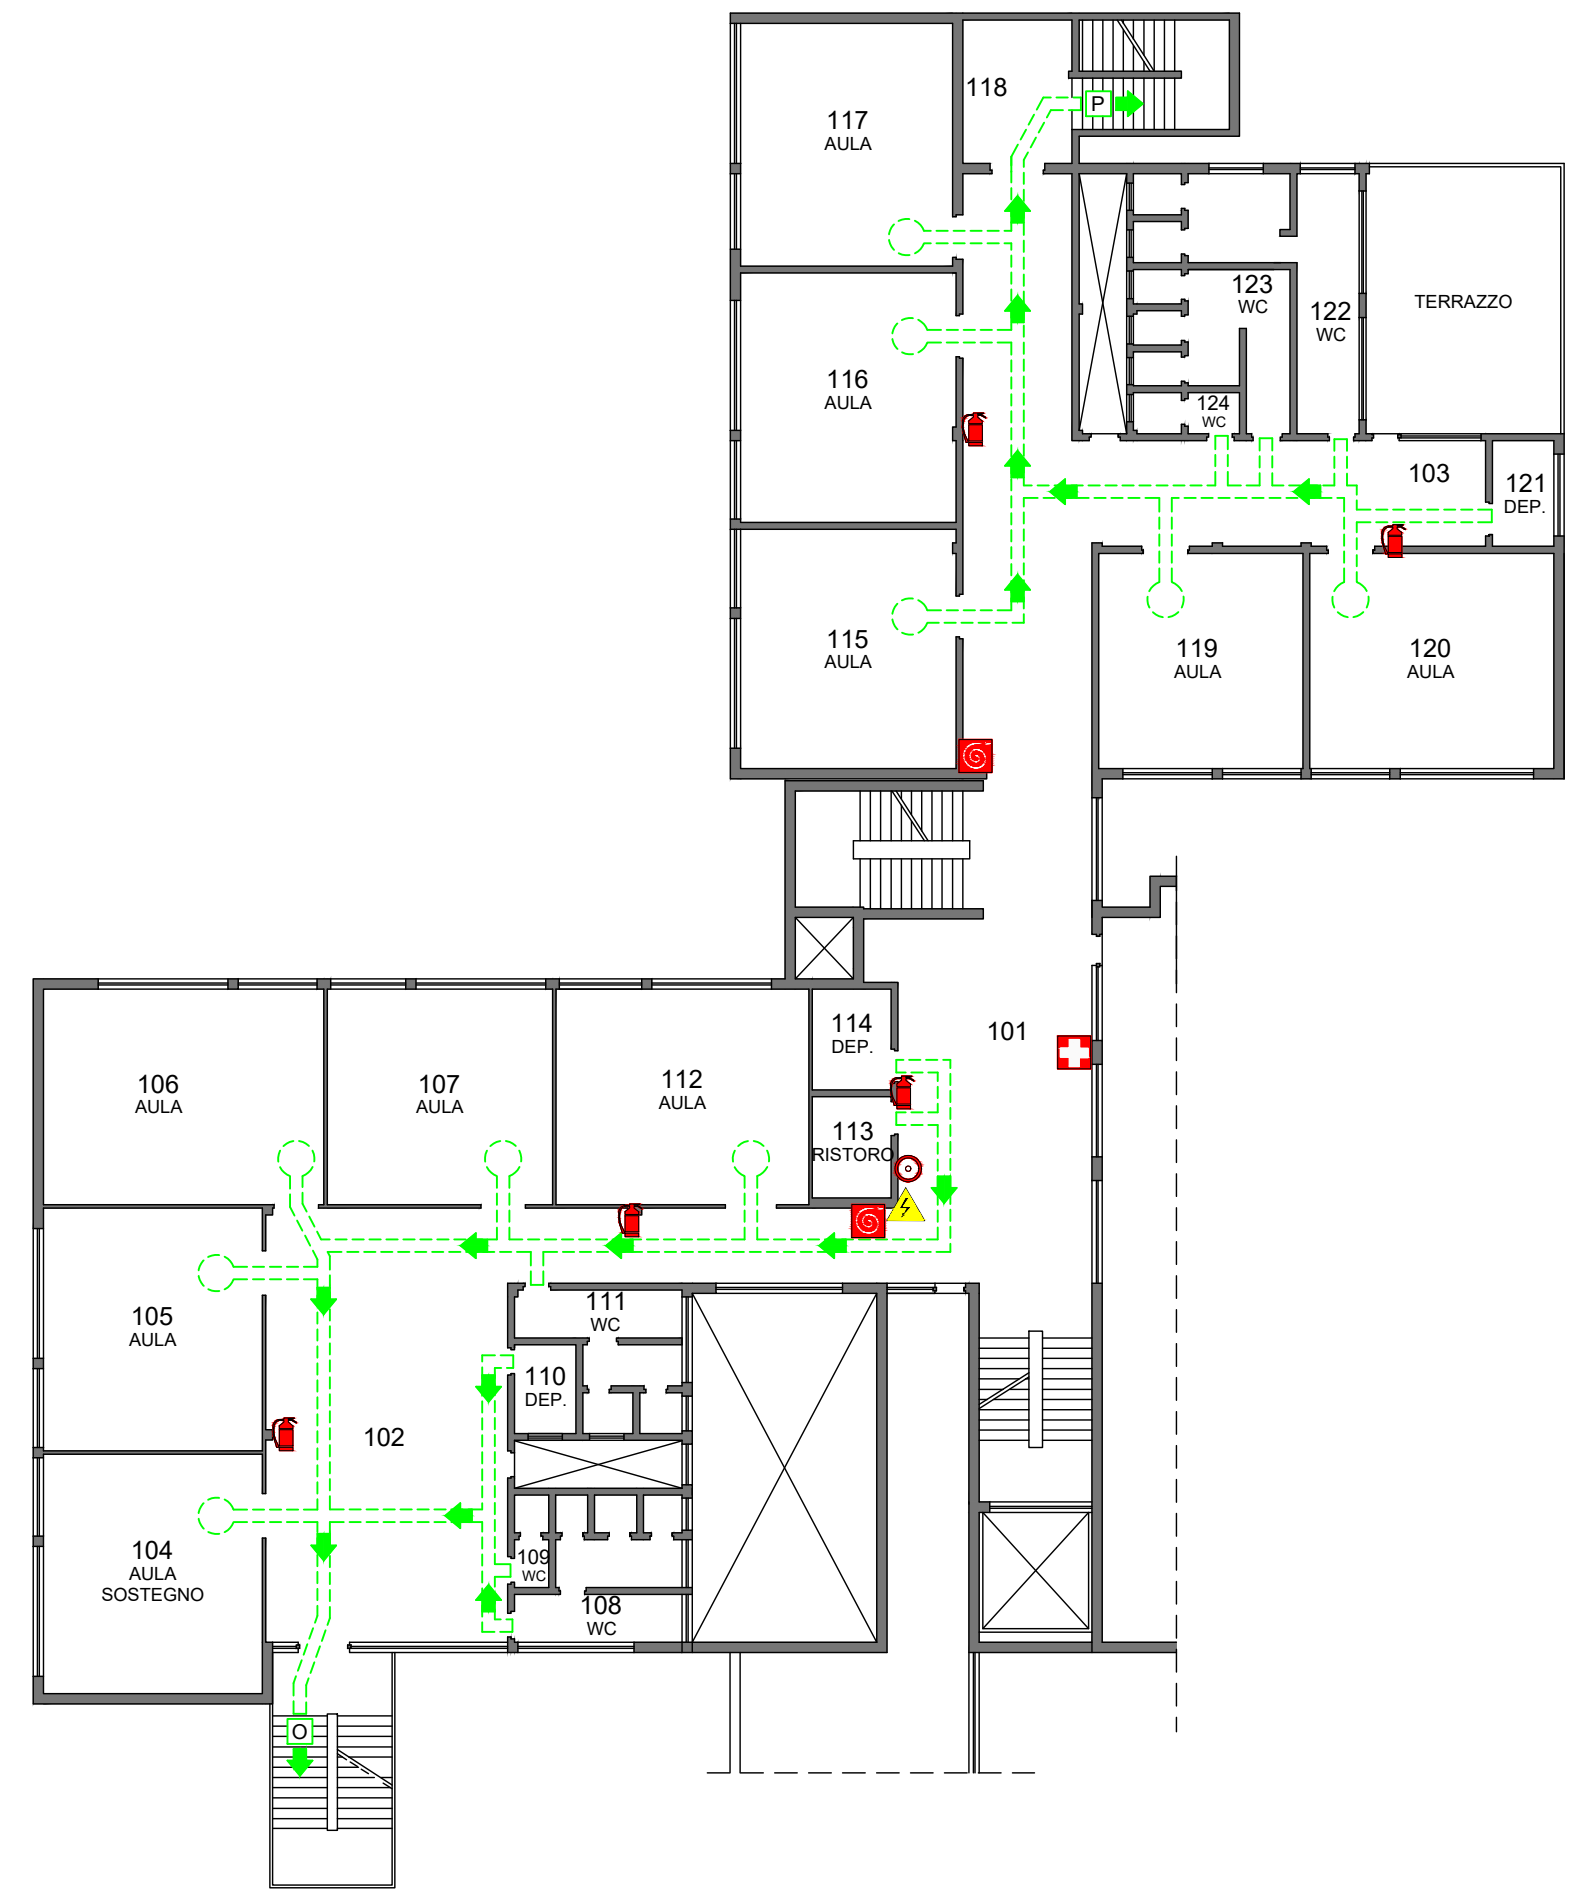 118
P
117
AULA
123
WC
122
WC
TERRAZZO
116
AULA
124
WC
103
121
DEP.
115
AULA
119
AULA
120
AULA
101
114
DEP.
106
AULA
107
AULA
112
AULA
113
RISTORO
105
AULA
111
WC
110
DEP.
102
104
AULA
SOSTEGNO
109
WC
108
WC
O